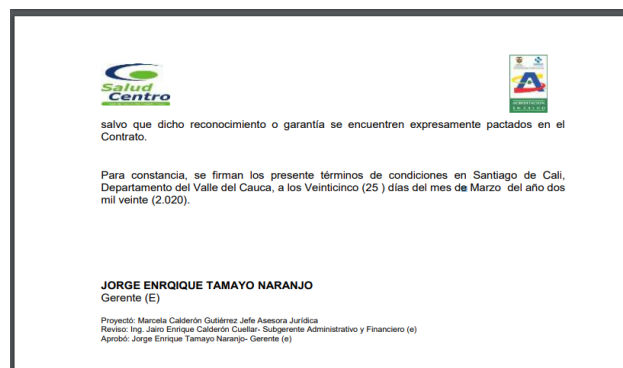 Salud
Centro
ACREDITACIÓN
EN SALUD
salvo que dicho reconocimiento o garantía se encuentren expresamente pactados en el
Contrato.
Para constancia, se firman los presente términos de condiciones en Santiago de Cali,
Departamento del Valle del Cauca, a los Veinticinco (25 ) días del mes de Marzo del año dos
mil veinte (2.020).
JORGE ENRQIQUE TAMAYO NARANJO
Gerente (E)
Proyectó: Marcela Calderón Gutiérrez Jefe Asesora Jurídica
Reviso: Ing. Jairo Enrique Calderón Cuellar- Subgerente Administrativo y Financiero (e)
Aprobó: Jorge Enrique Tamayo Naranjo- Gerente (e)